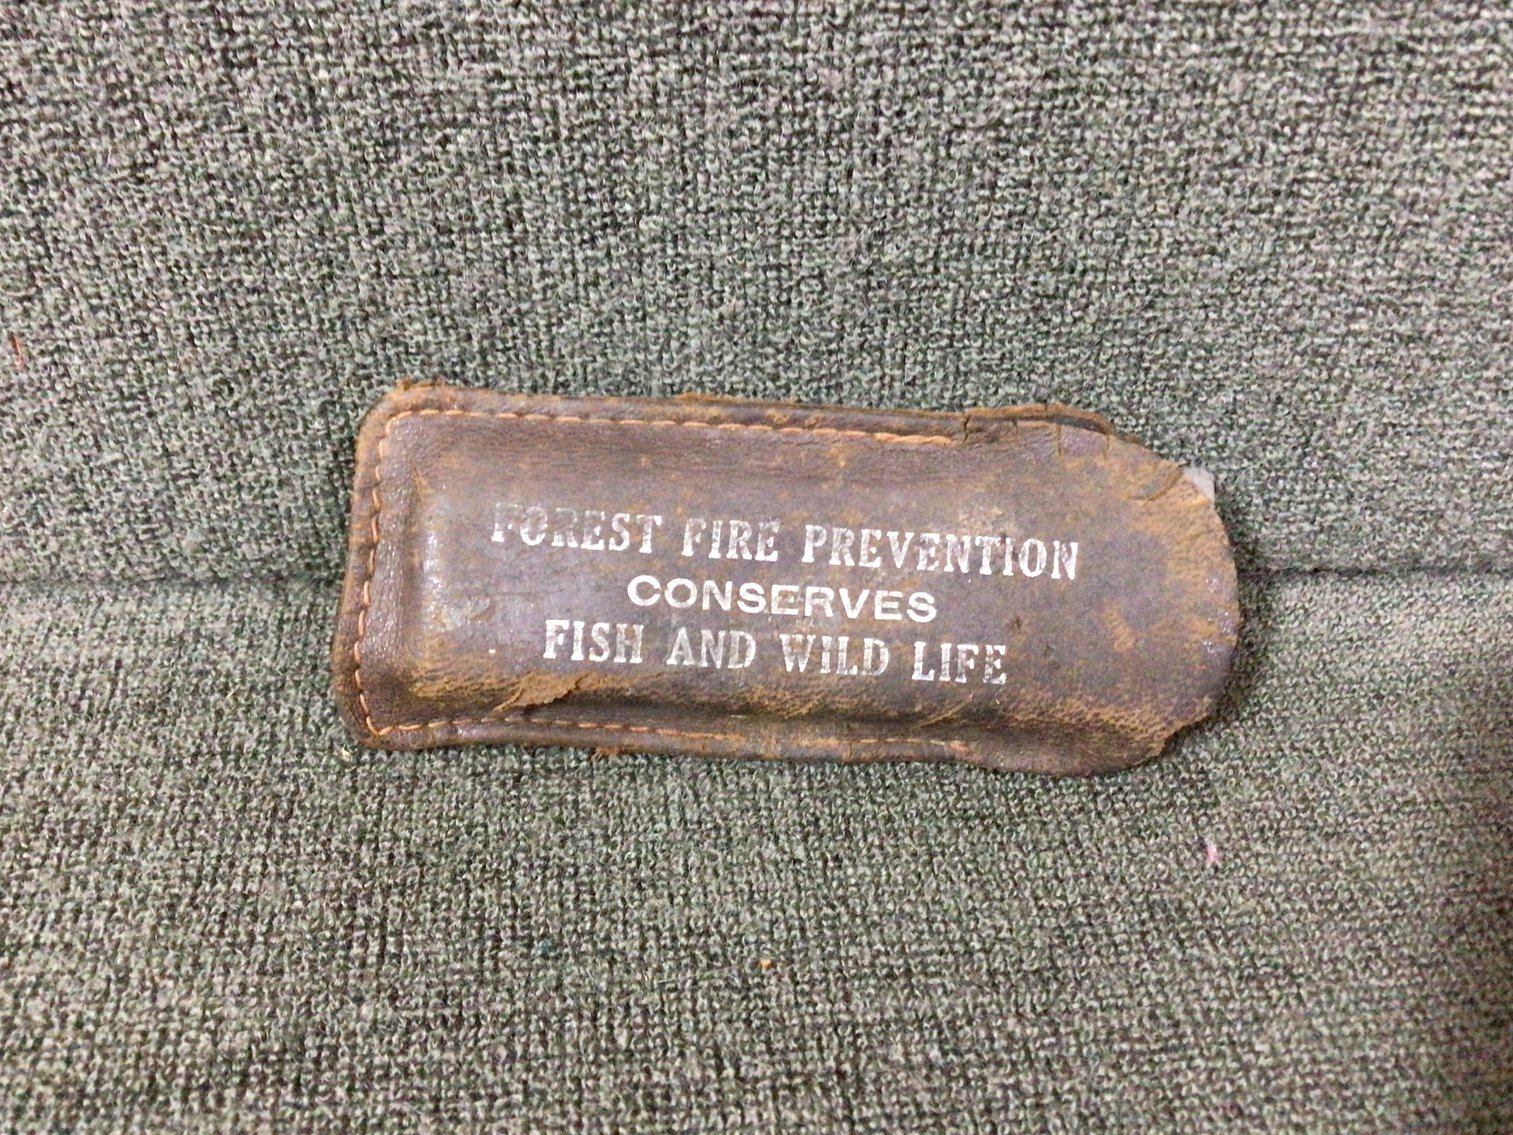 FOREST FIRE PREVENTION
CONSERVES
FISH AND WILD LIFE